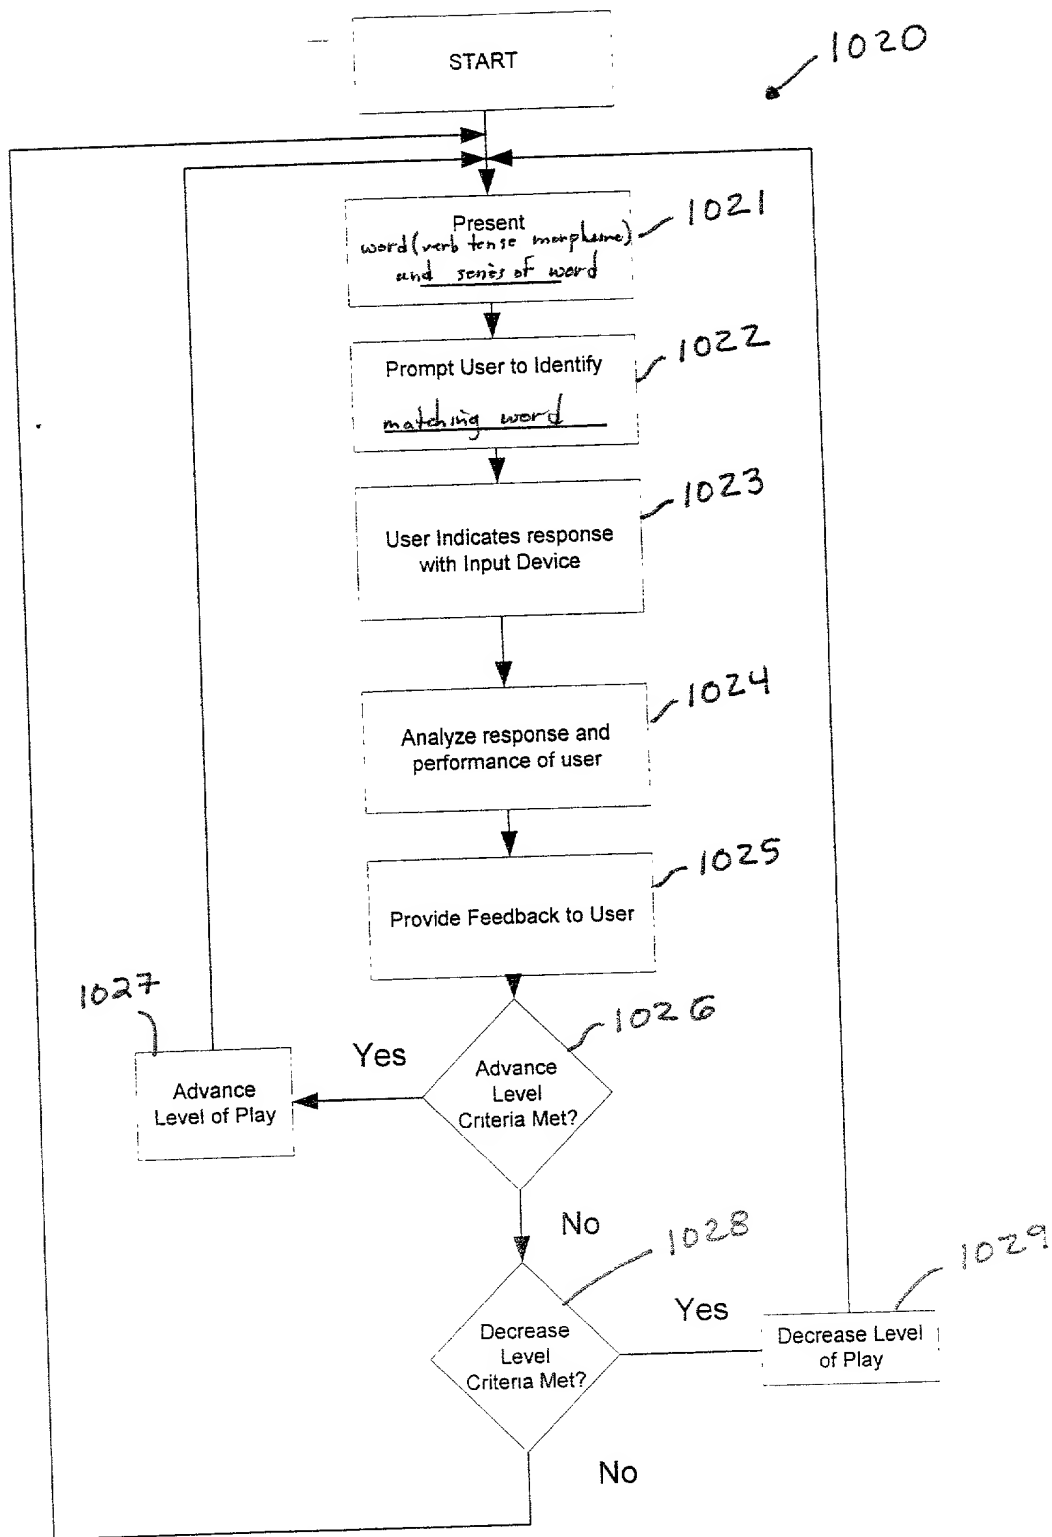 START
1020
Present
word (verb tense morpheme)
and series of word
1021
Prompt User to Identify
matching word
1022
User Indicates response
with Input Device
1023
Analyze response and
performance of user
1024
Provide Feedback to User
1025
1026
Advance
Level
Criteria Met?
Yes
1027
Advance
Level of Play
No
1028
Decrease
Level
Criteria Met?
Yes
1029
Decrease Level
of Play
No